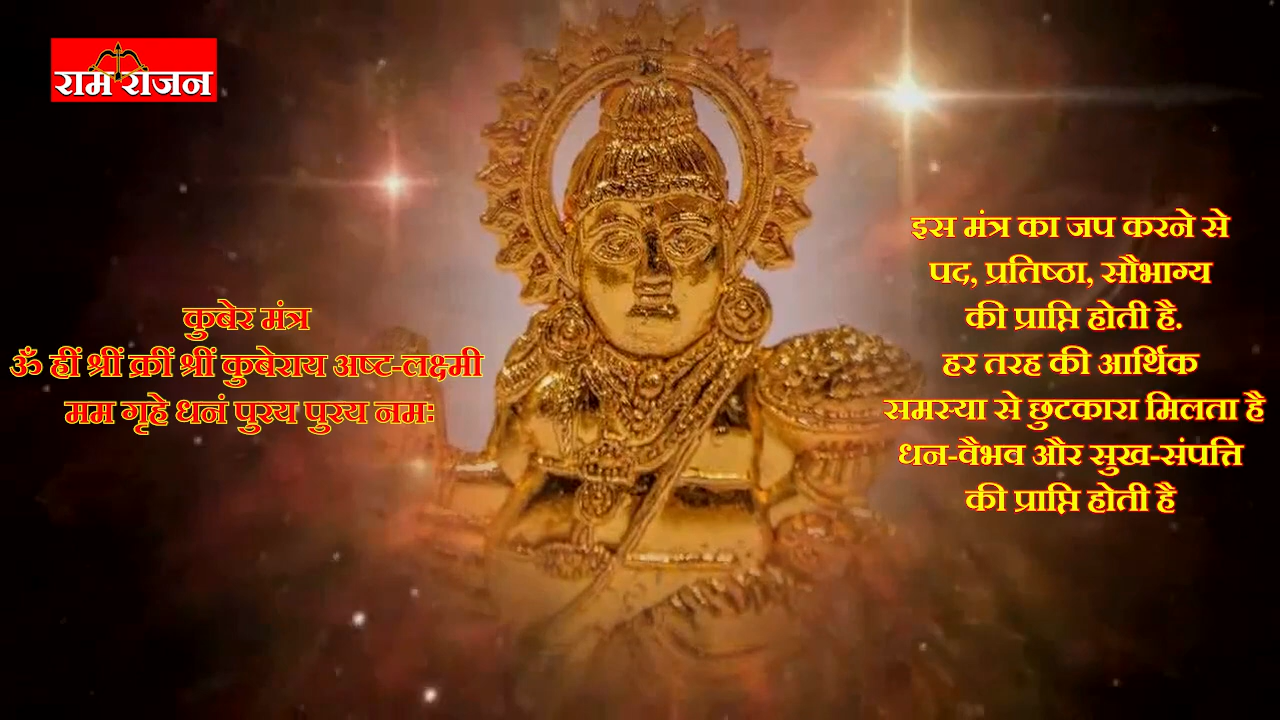 राम रांजन
कुबेर मंत्र
ॐ हीं श्रीं क्रीं श्रीं कुबेराय अष्ट-लक्ष्मी
मम गृहे धनं पुरय पुरय नमः
इस मंत्र का जप करने से
पद, प्रतिष्ठा, सौभाग्य
की प्राप्ति होती है.
हर तरह की आर्थिक
समस्या से छुटकारा मिलता है
धन-वैभव और सुख-संपत्ति
की प्राप्ति होती है